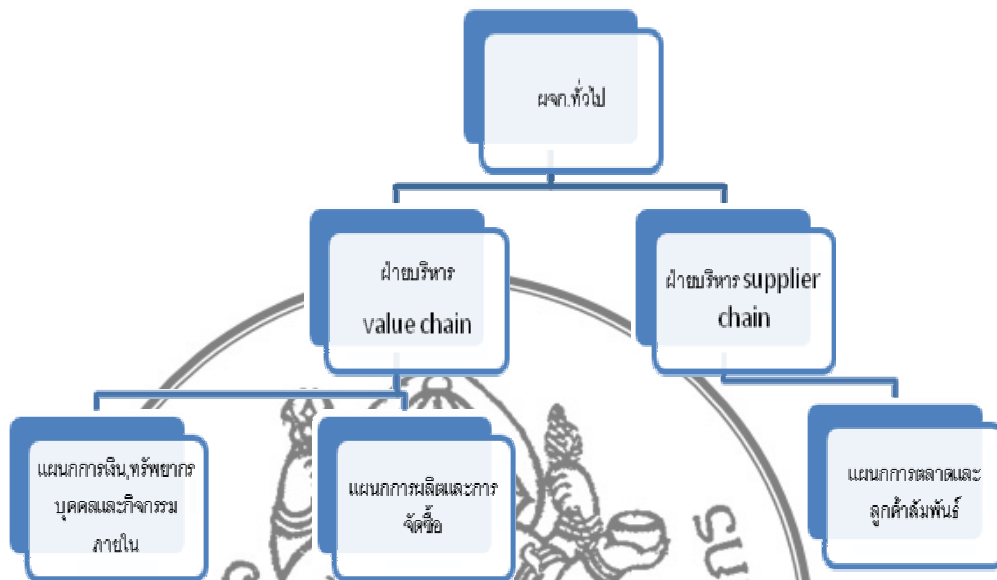 ผจก.ทั่วไป
ฝ่ายบริหาร
value chain
ฝ่ายบริหาร supplier
chain
แผนกการเงิน,ทรัพยากร
บุคคลและกิจกรรม
ภายใน
แผนกการผลิตและการ
จัดซื้อ
แผนกการตลาดและ
ลูกค้าสัมพันธ์